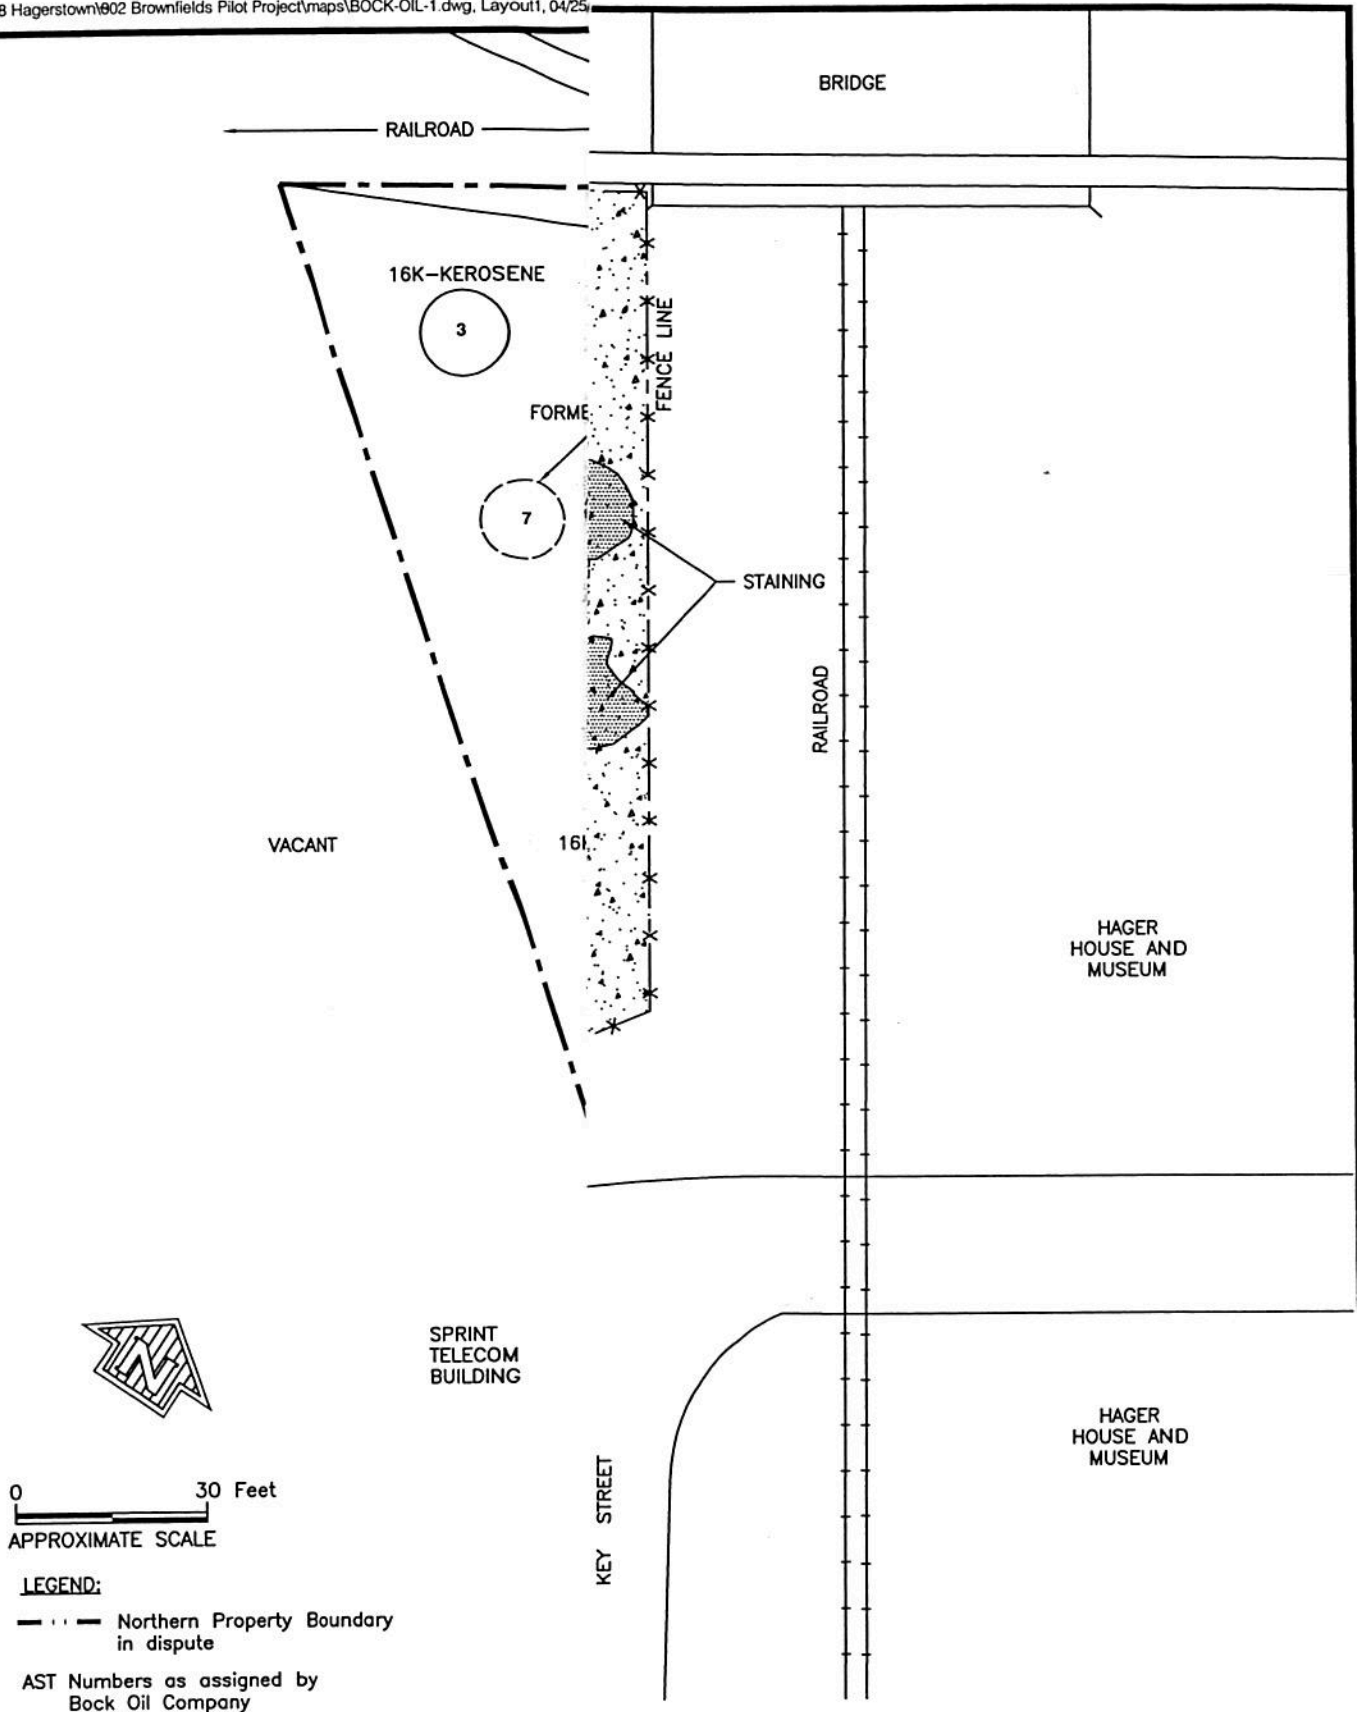 8 Hagerstown\002 Brownfields Pilot Project\maps\BOCK-OIL-1.dwg, Layout1, 04/25
BRIDGE
RAILROAD
16K-KEROSENE
3
FENCE LINE
FORME
7
STAINING
RAILROAD
VACANT
16
HAGER
HOUSE AND
MUSEUM
N
SPRINT
TELECOM
BUILDING
HAGER
HOUSE AND
MUSEUM
KEY STREET
0 30 Feet
APPROXIMATE SCALE
LEGEND:
Northern Property Boundary
in dispute
AST Numbers as assigned by
Bock Oil Company